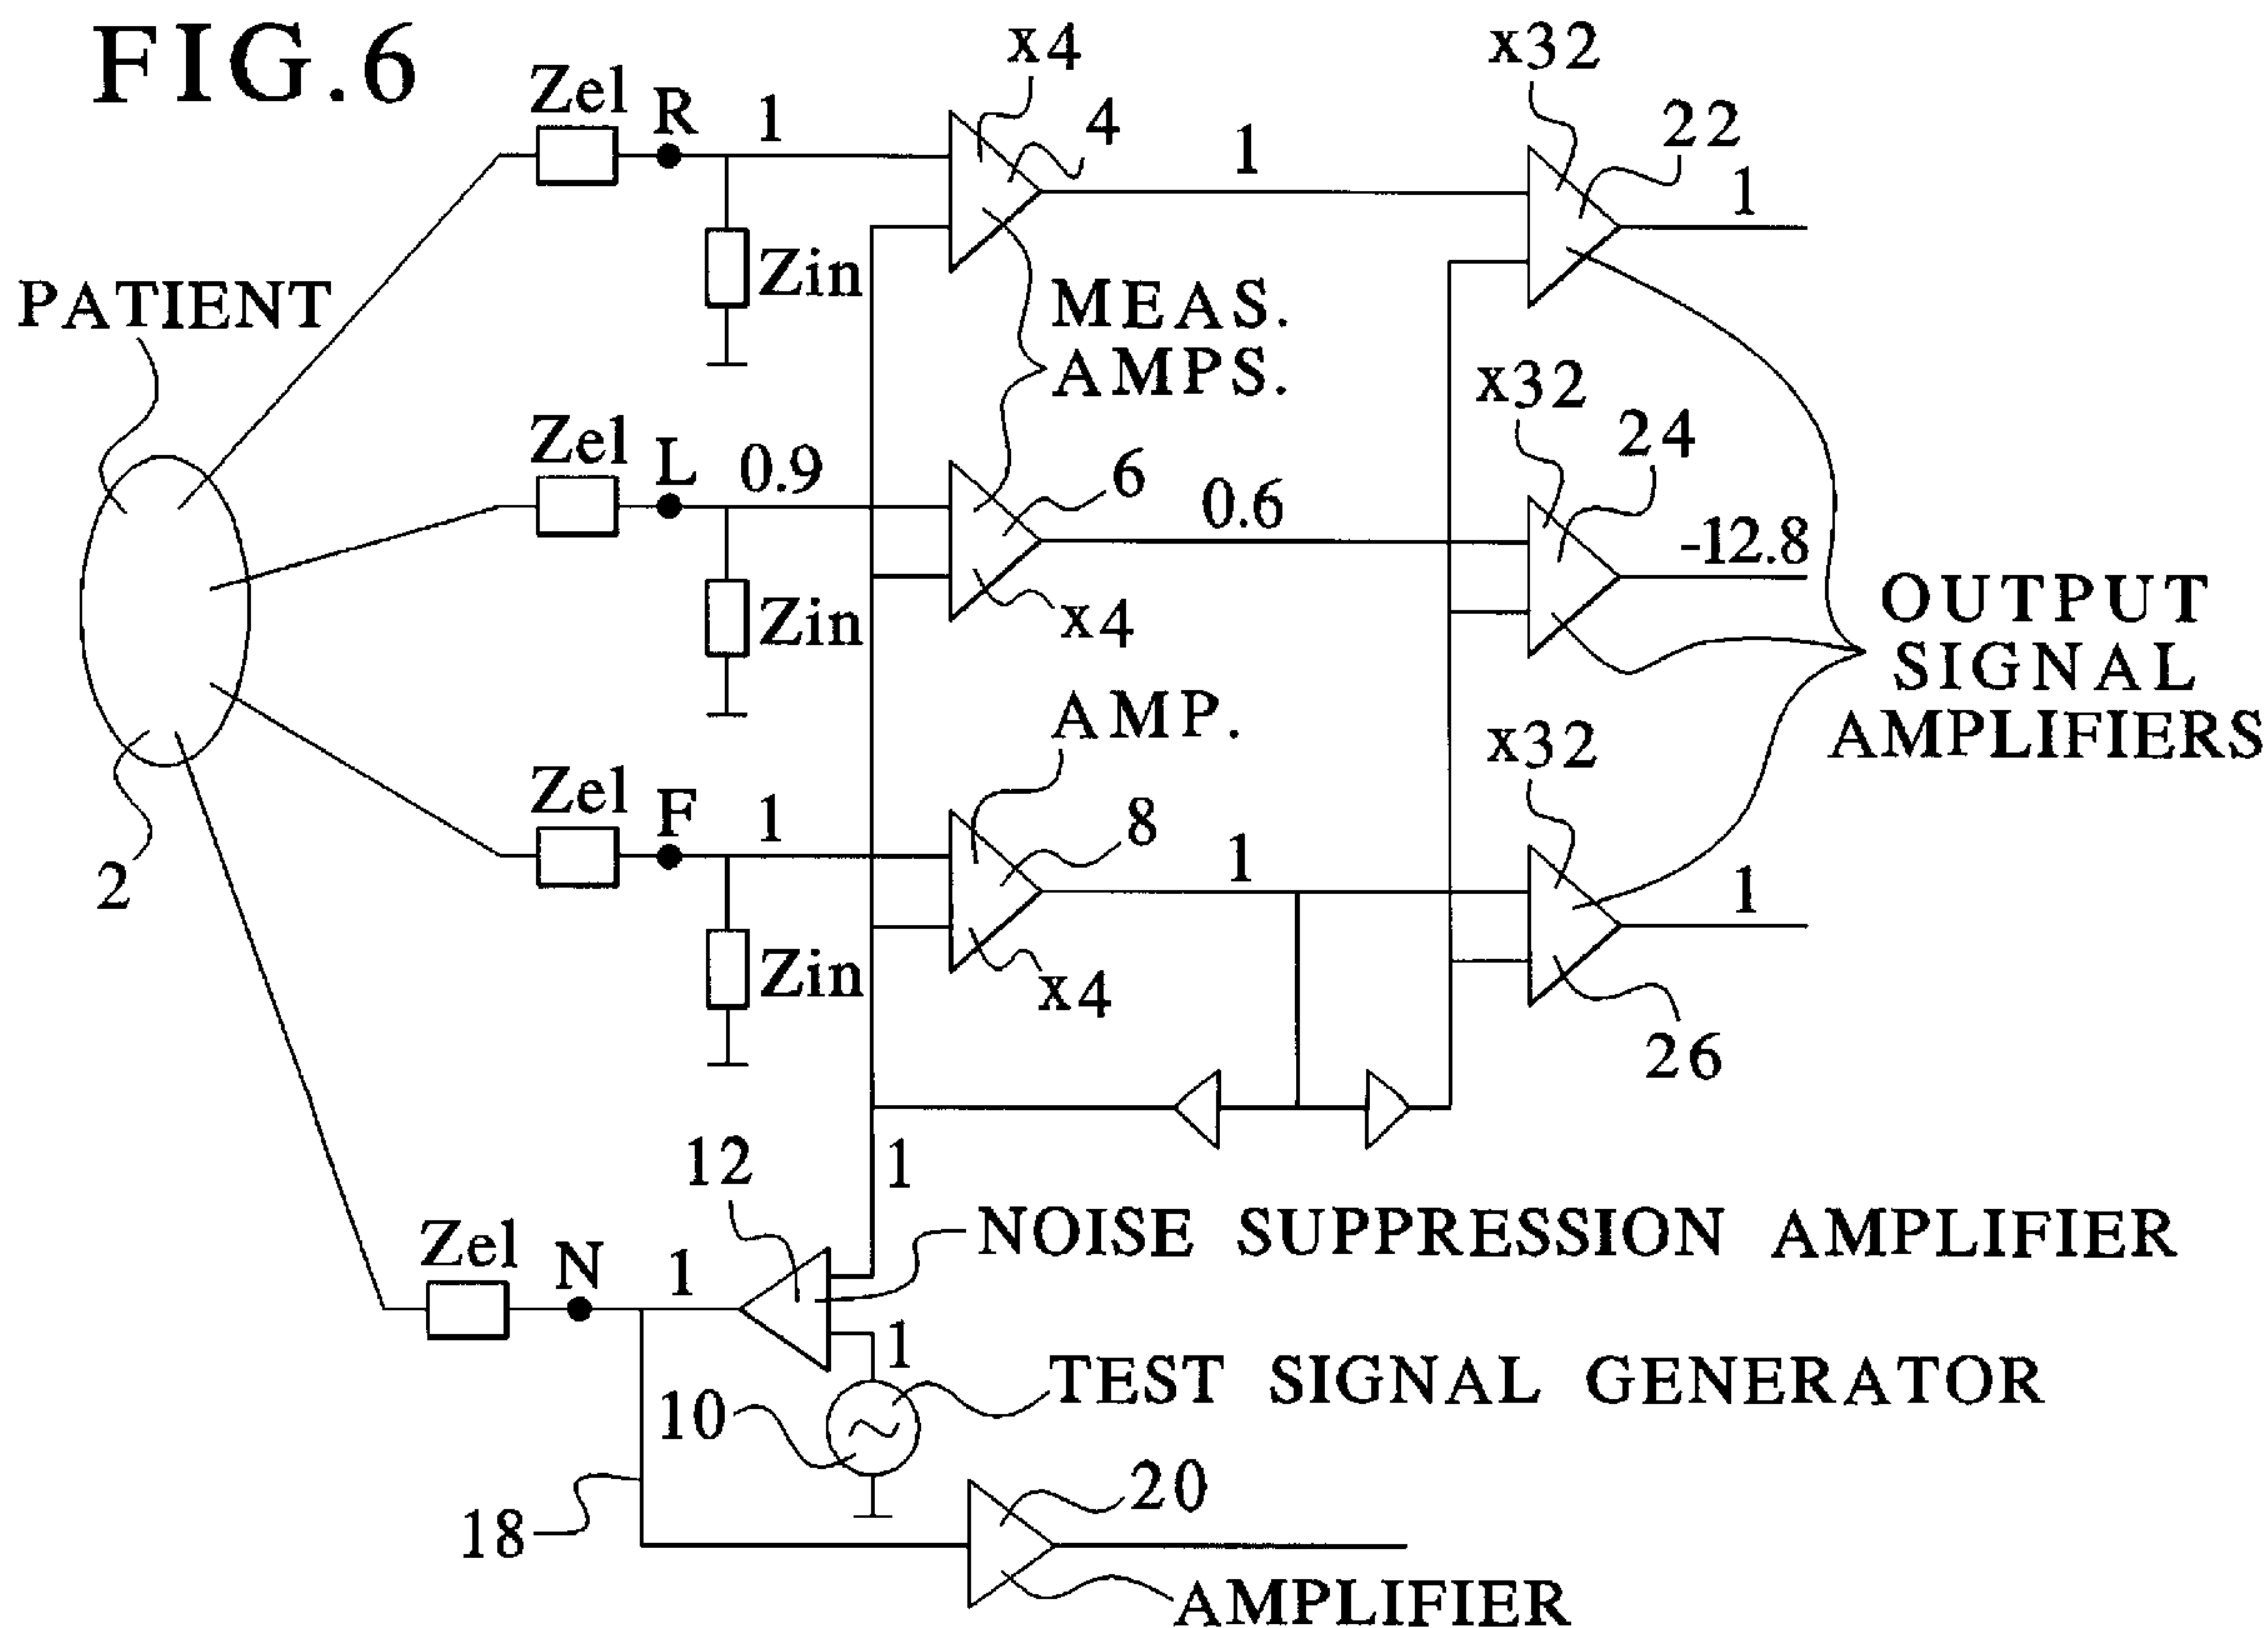 FIG.6
Zel
R
1
x4
4
1
x32
22
1
Zin
PATIENT
MEAS.
AMPS.
Zel
L
0.9
6
0.6
x32
24
-12.8
Zin
x4
OUTPUT
SIGNAL
AMPLIFIERS
AMP.
x32
Zel
F
1
8
1
1
2
Zin
x4
26
12
1
NOISE SUPPRESSION AMPLIFIER
Zel
N
1
1
TEST SIGNAL GENERATOR
10
18
20
AMPLIFIER